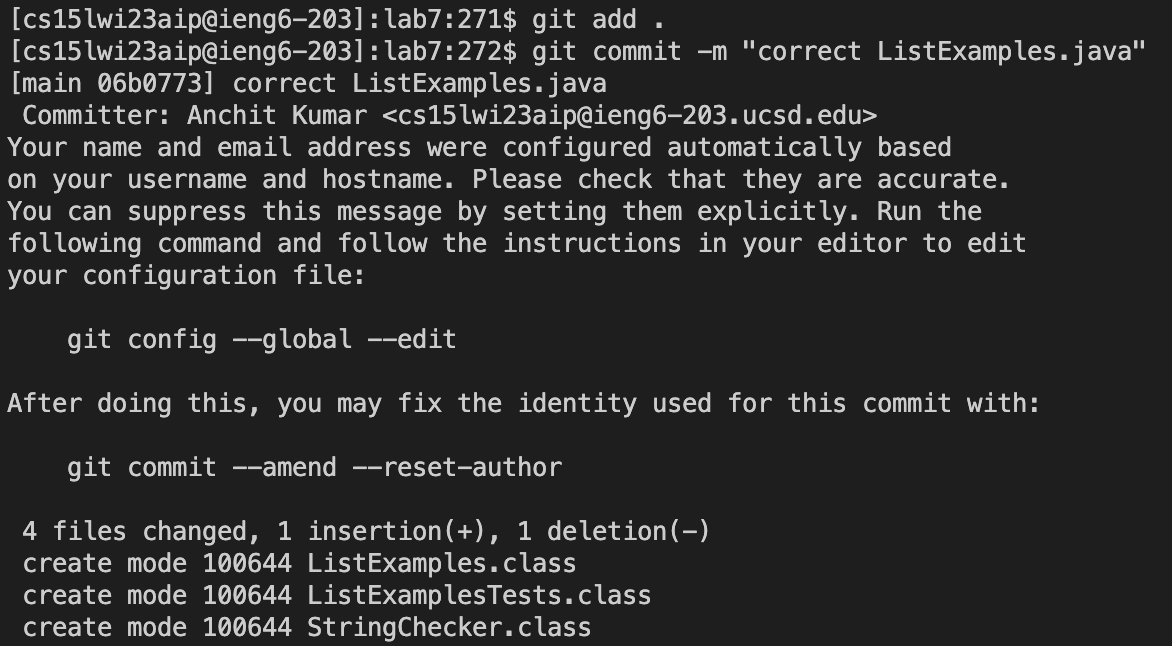 [cs15lwi23aip@ieng6-203]:lab7:271$ git add .
[cs15lwi23aip@ieng6-203]:lab7:272$ git commit -m "correct ListExamples.java"
[main 06b0773] correct ListExamples.java
 Committer: Anchit Kumar <cs15lwi23aip@ieng6-203.ucsd.edu>
Your name and email address were configured automatically based
on your username and hostname. Please check that they are accurate.
You can suppress this message by setting them explicitly. Run the
following command and follow the instructions in your editor to edit
your configuration file:

    git config --global --edit

After doing this, you may fix the identity used for this commit with:

    git commit --amend --reset-author

 4 files changed, 1 insertion(+), 1 deletion(-)
 create mode 100644 ListExamples.class
 create mode 100644 ListExamplesTests.class
 create mode 100644 StringChecker.class